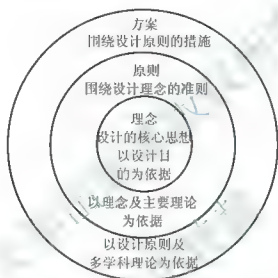 方案
围绕设计原则的措施
原则
围绕设计理念的准则
理念
设计的核心思想
以设计目
的为依据
以理念及主要理论
为依据
以设计原则及
多学科理论为依据